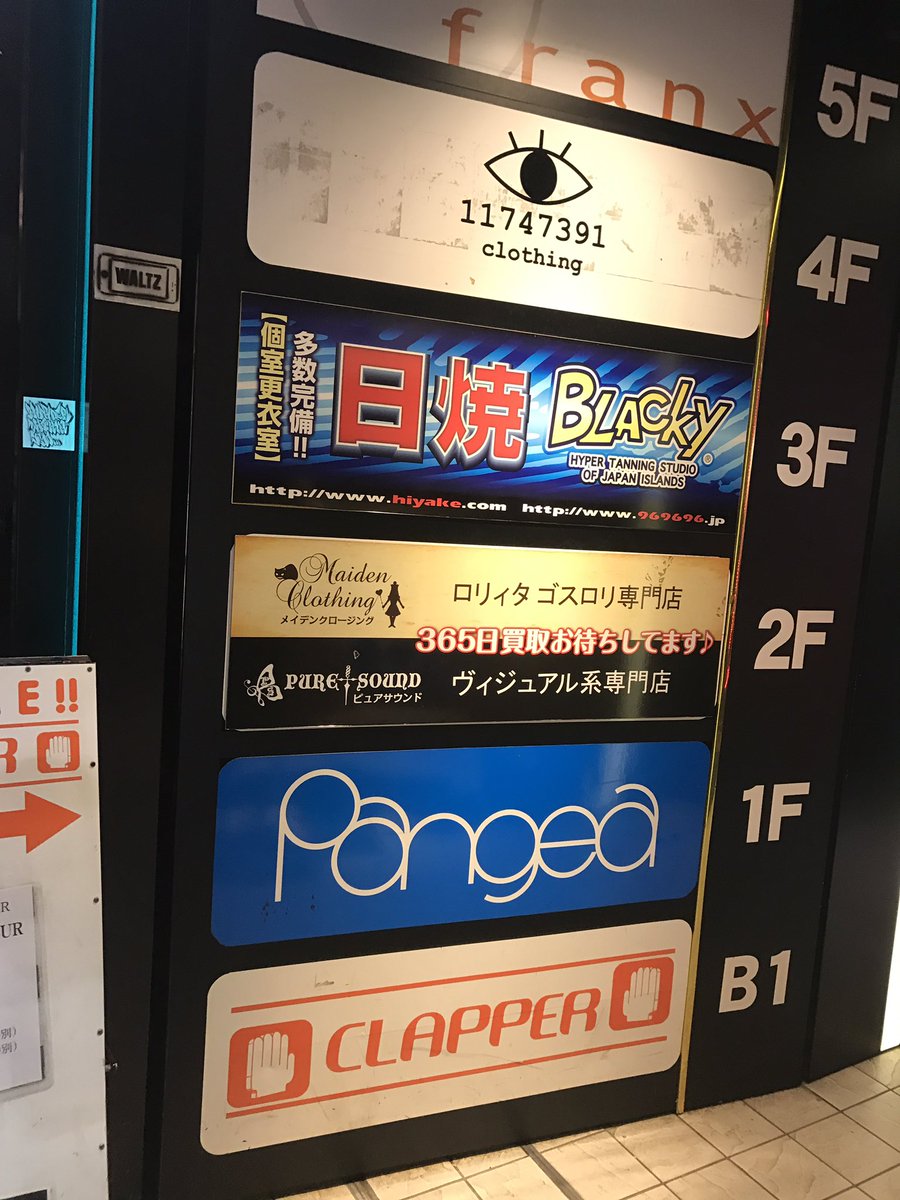 franx
5F
11747391
clothing
4F
WALTZ
【個室更衣室】
多数完備!!
日焼
BLacky
HYPER TANNING STUDIO
OF JAPAN ISLANDS
http://www.hiyake.com http://www.969696.jp
3F
Maiden
Clothing
メイデンクロージング
ロリィタ ゴスロリ専門店
365日買取お待ちしてます♪
PURE SOUND
ピュアサウンド
ヴィジュアル系専門店
2F
Pangea
1F
CLAPPER
B1
E!!
R
R
UR
別)
別)